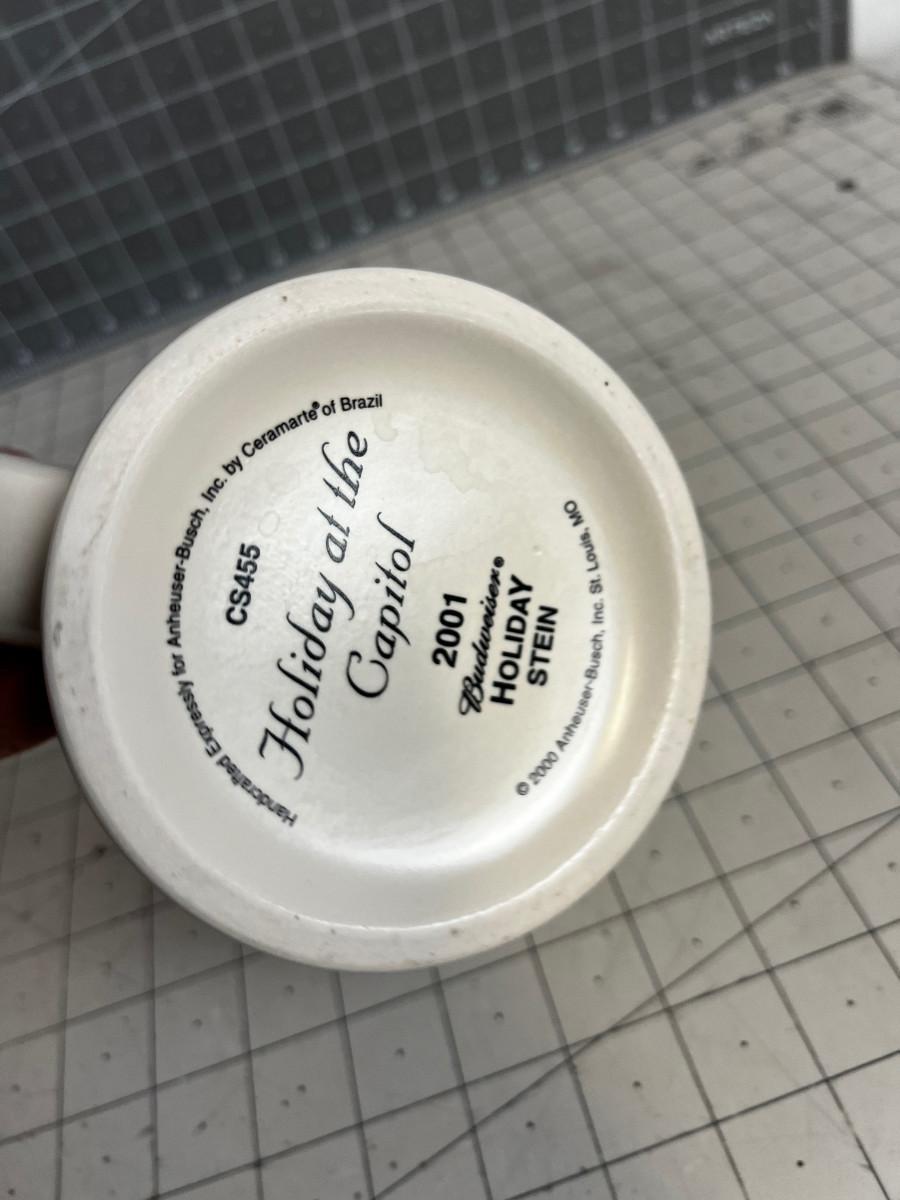 Handcrafted Expressly for Anheuser-Busch, Inc. by Ceramarte® of Brazil
CS455
Holiday at the
Capitol
2001
Budweiser®
HOLIDAY
STEIN
© 2000 Anheuser-Busch, Inc. St. Louis, MO